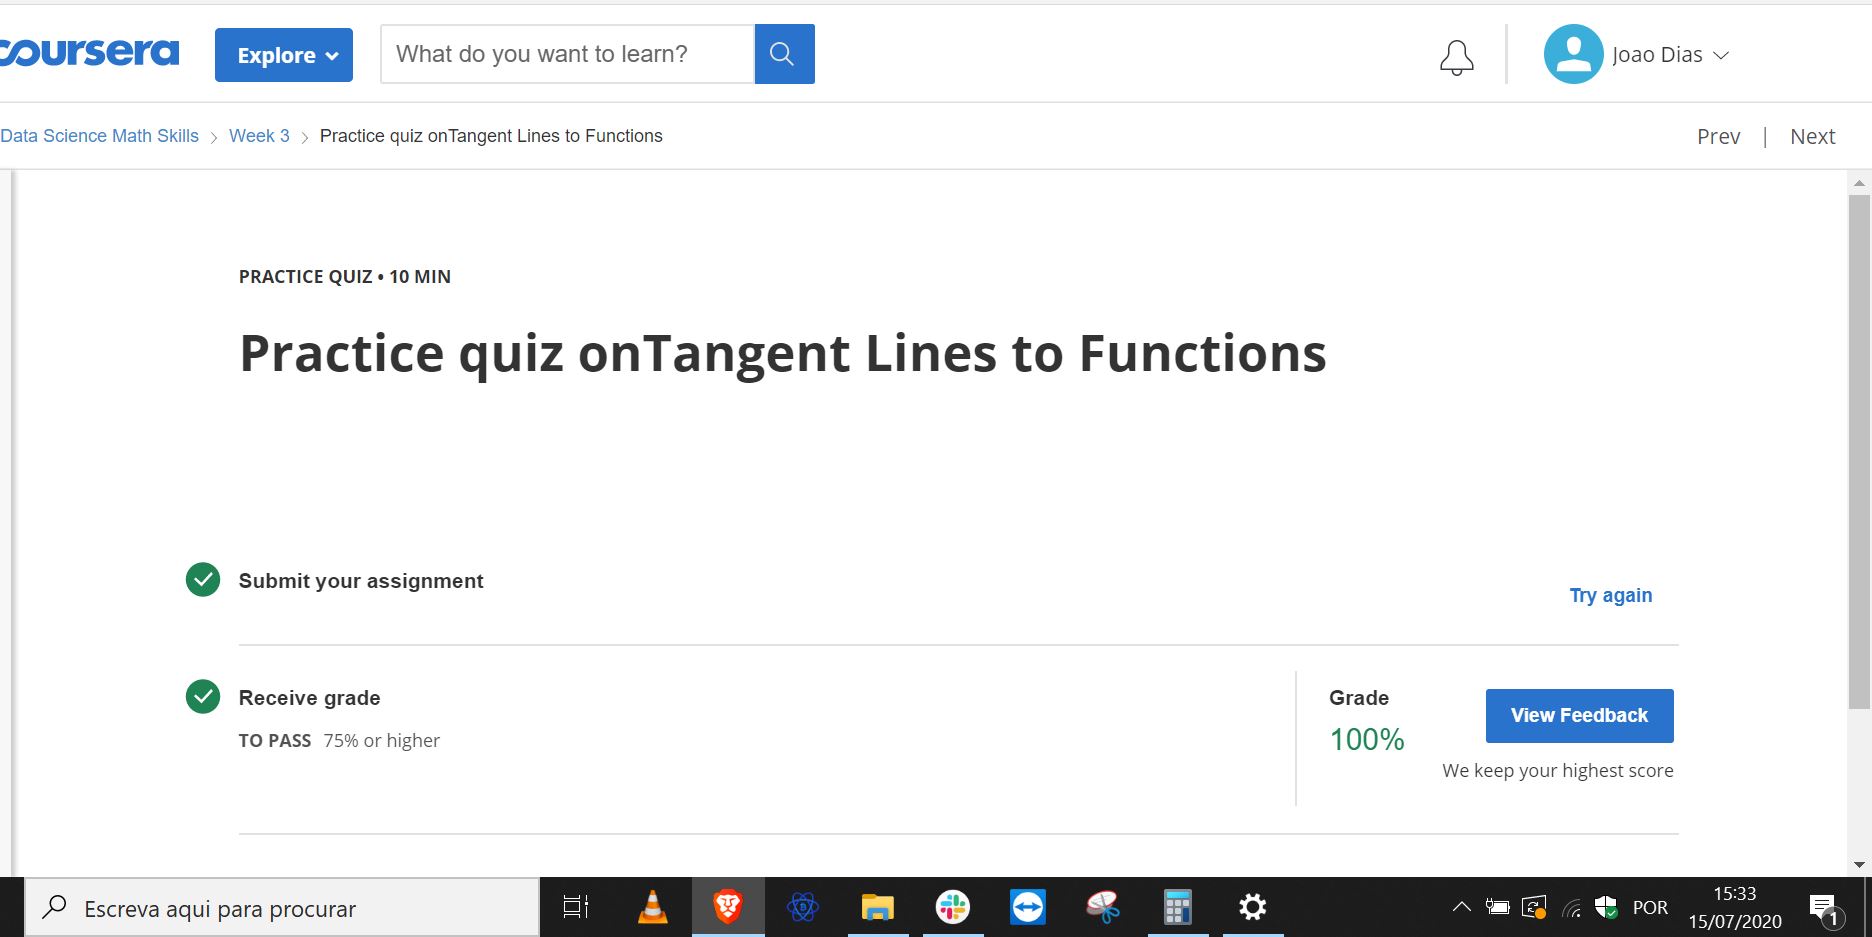 coursera
Explore
What do you want to learn?
Joao Dias
Data Science Math Skills > Week 3 > Practice quiz onTangent Lines to Functions
Prev | Next
PRACTICE QUIZ • 10 MIN
Practice quiz onTangent Lines to Functions
Submit your assignment
Try again
Receive grade
TO PASS 75% or higher
Grade
100%
View Feedback
We keep your highest score
Escreva aqui para procurar
POR
15:33
15/07/2020
1